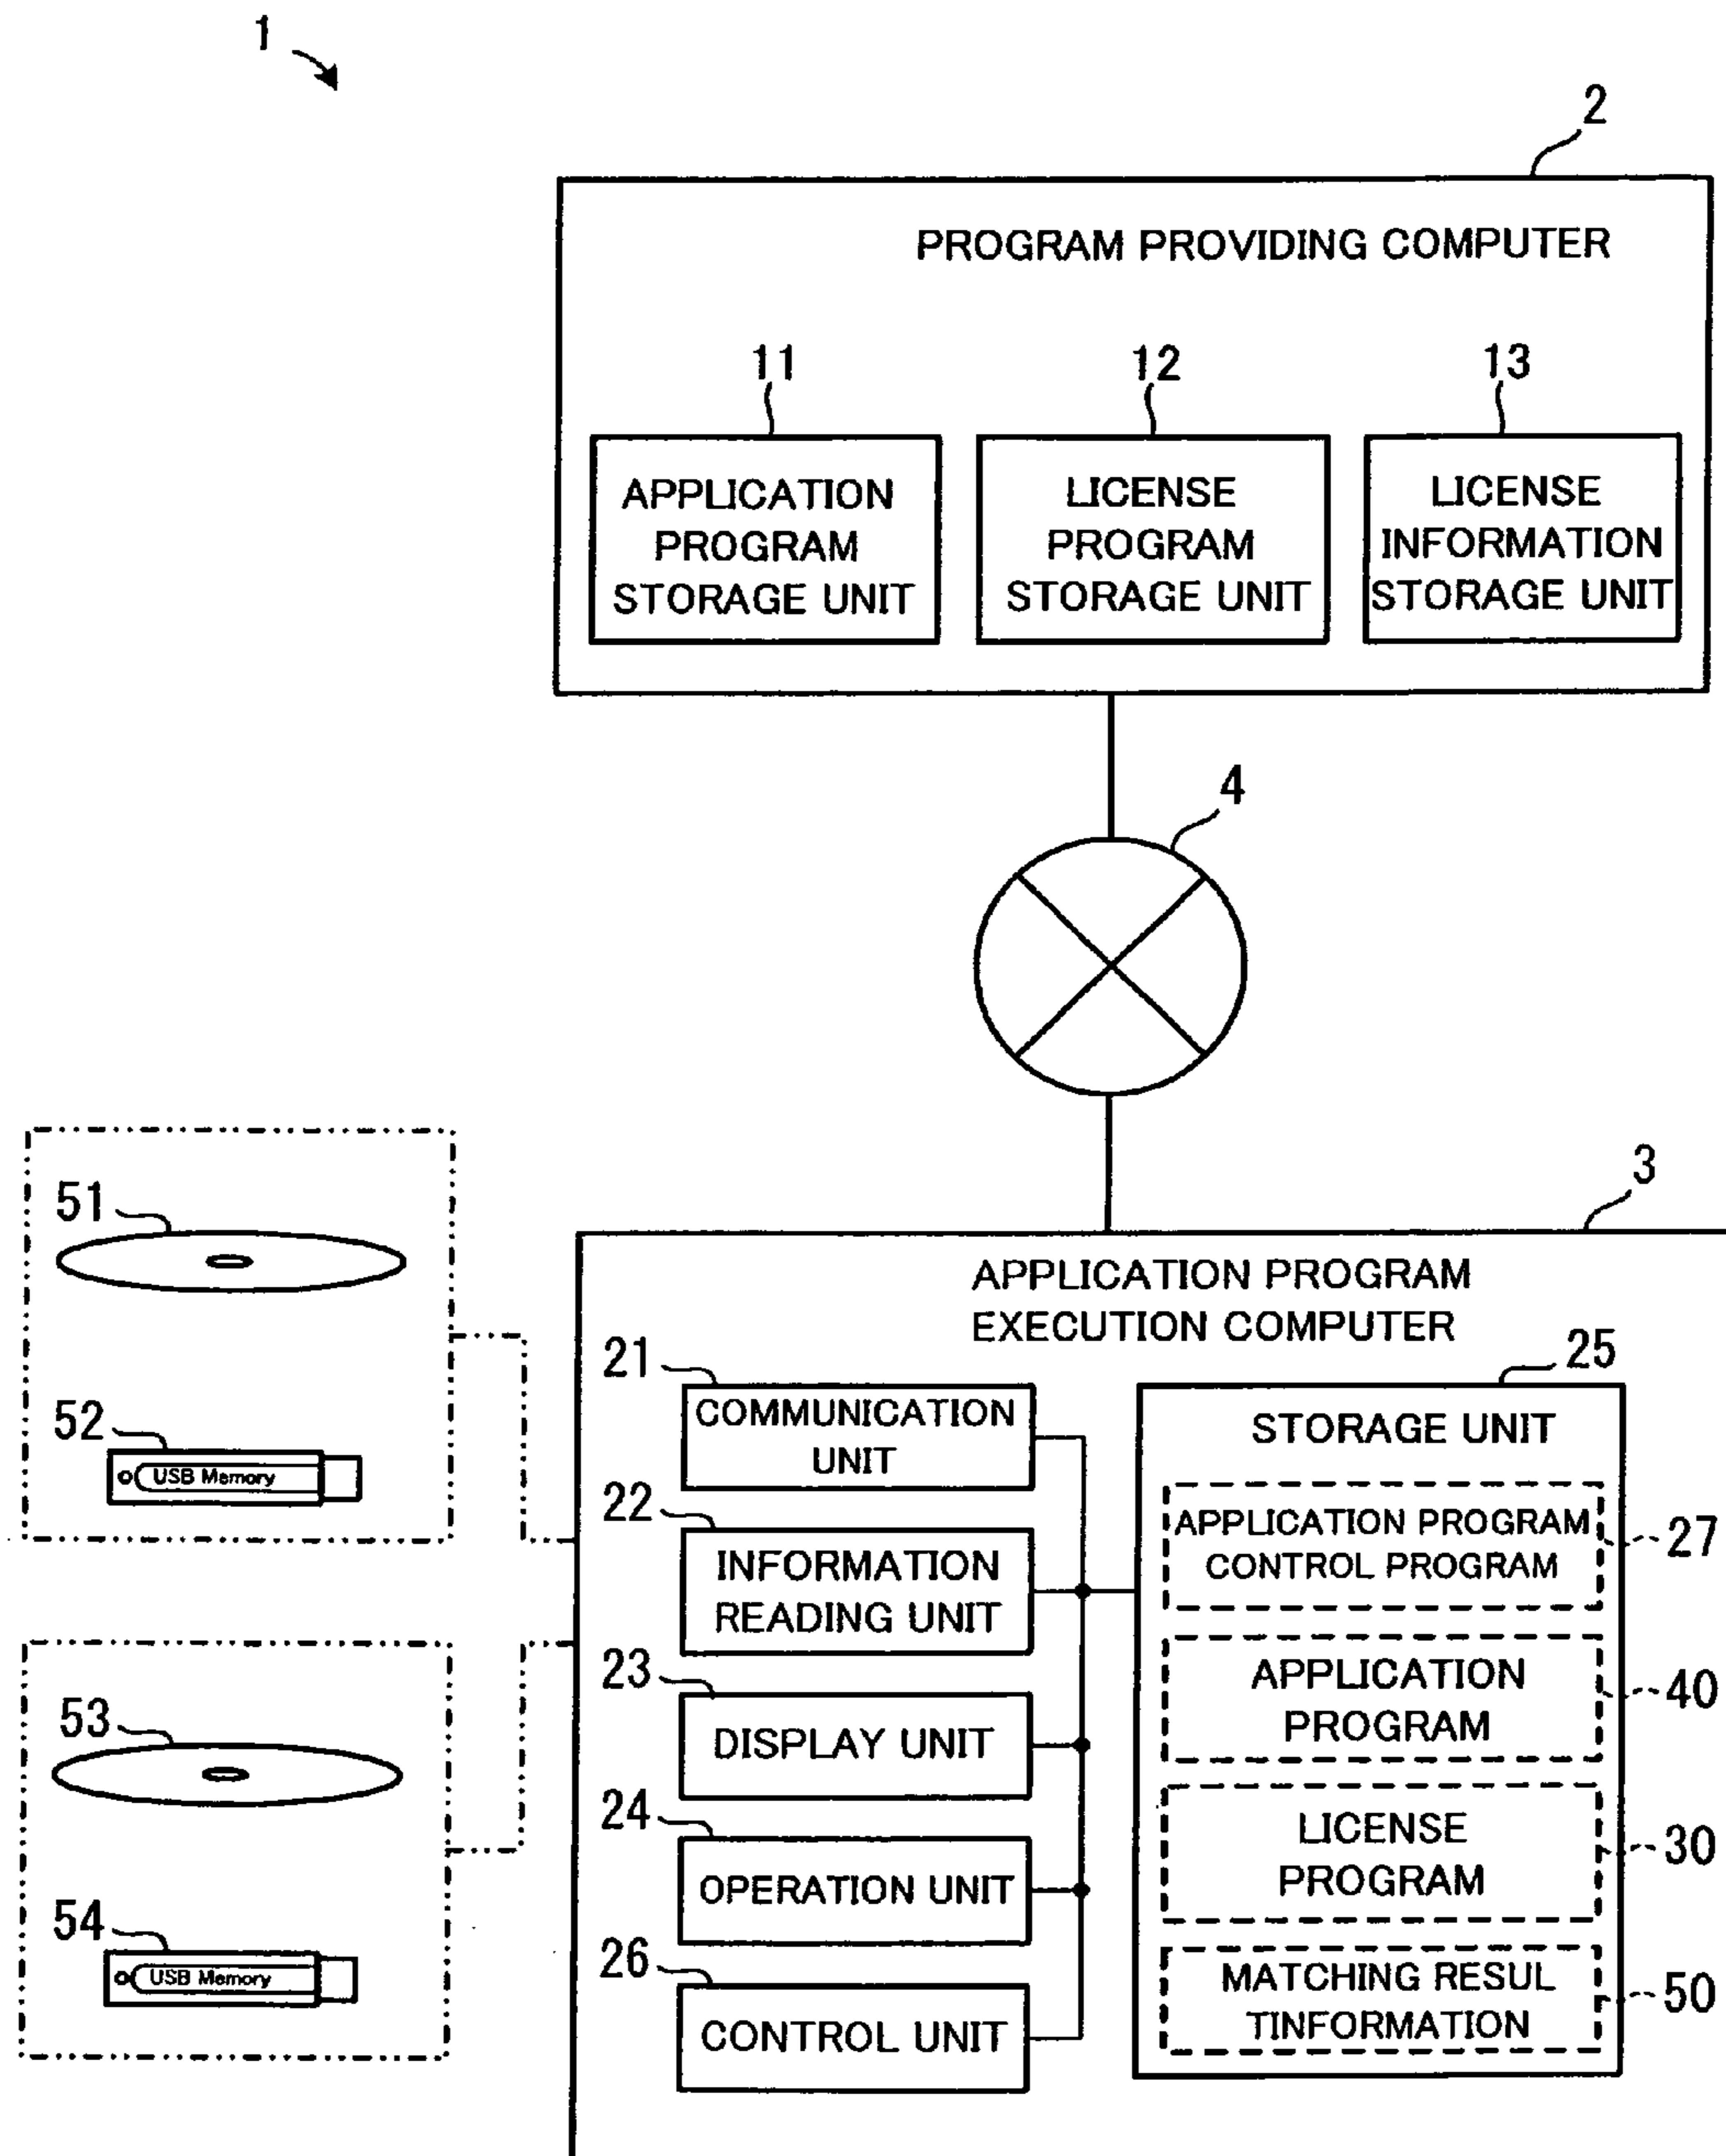 1
2
PROGRAM PROVIDING COMPUTER
11
12
13
APPLICATION
PROGRAM
STORAGE UNIT
LICENSE
PROGRAM
STORAGE UNIT
LICENSE
INFORMATION
STORAGE UNIT
4
3
51
52
USB Memory
53
54
USB Memory
APPLICATION PROGRAM
EXECUTION COMPUTER
21
COMMUNICATION
UNIT
22
INFORMATION
READING UNIT
23
DISPLAY UNIT
24
OPERATION UNIT
26
CONTROL UNIT
25
STORAGE UNIT
APPLICATION PROGRAM
CONTROL PROGRAM
27
APPLICATION
PROGRAM
40
LICENSE
PROGRAM
30
MATCHING RESUL
TINFORMATION
50